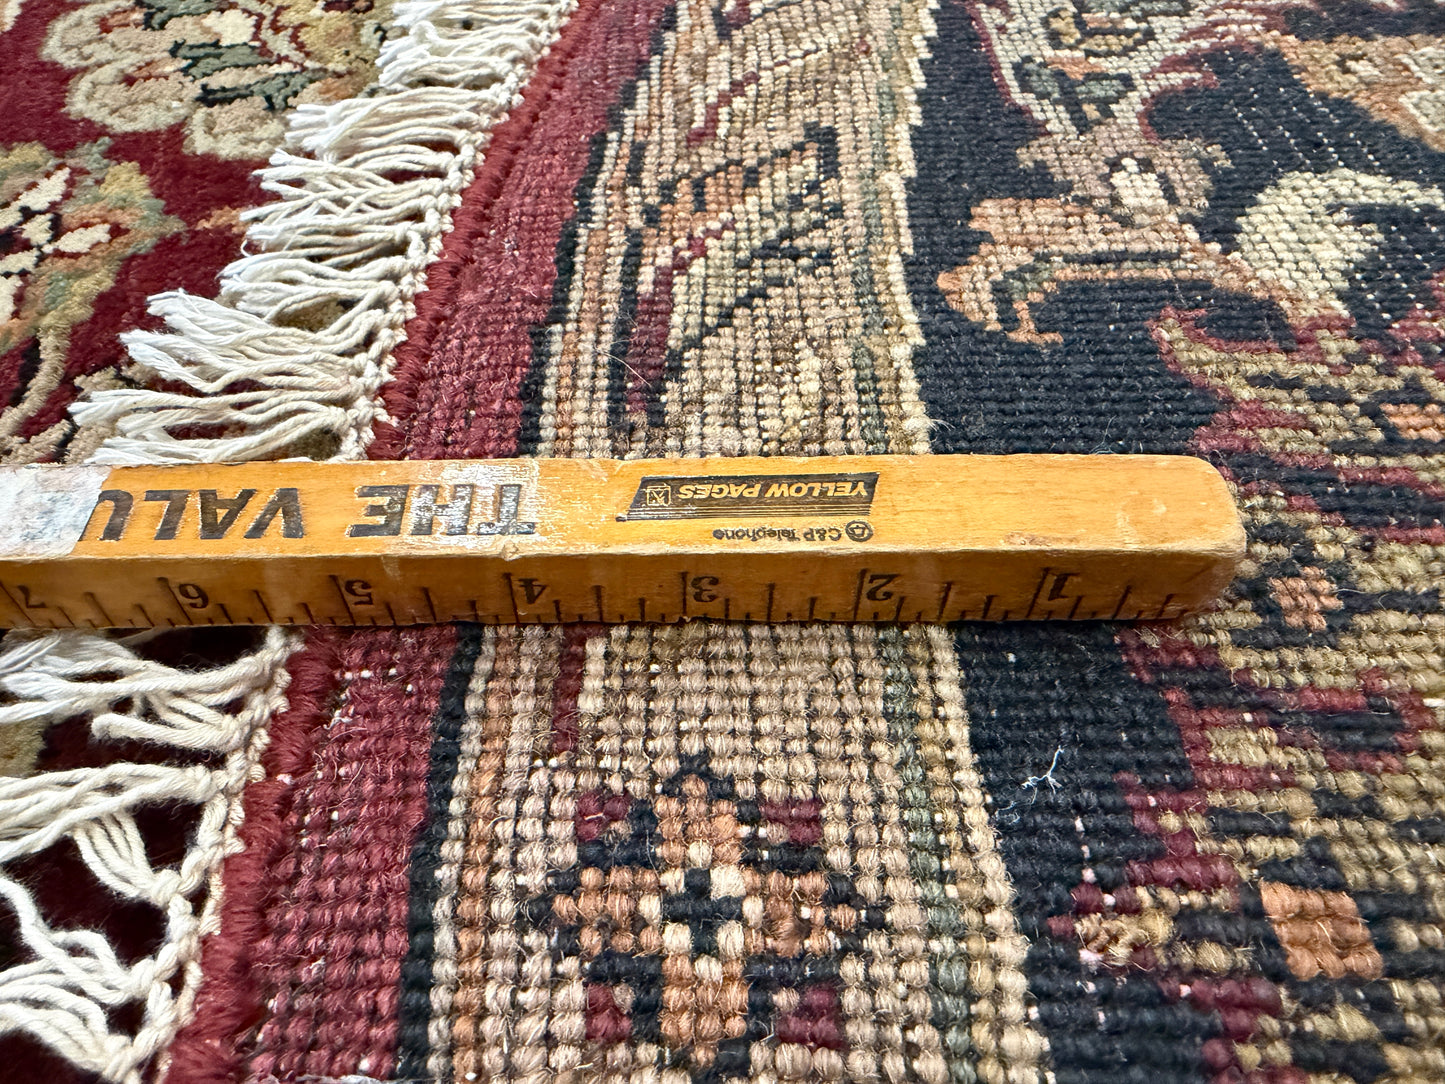 THE VALU
YELLOW PAGES
C&P Telephone
1 2 3 4 5 6 7